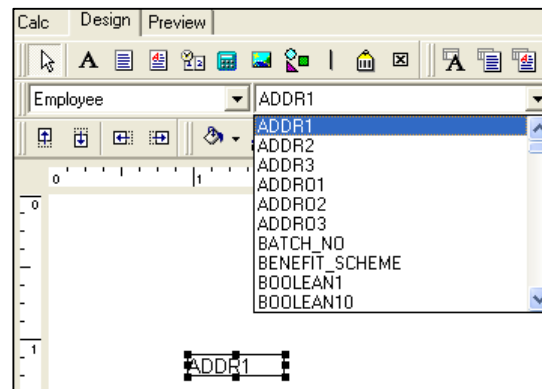 Calc Design Preview
Employee ADDR1
ADDR1
ADDR2
ADDR3
ADDRO1
ADDRO2
ADDRO3
BATCH_NO
BENEFIT_SCHEME
BOOLEAN1
BOOLEAN10
0 1
0
1
ADDR1